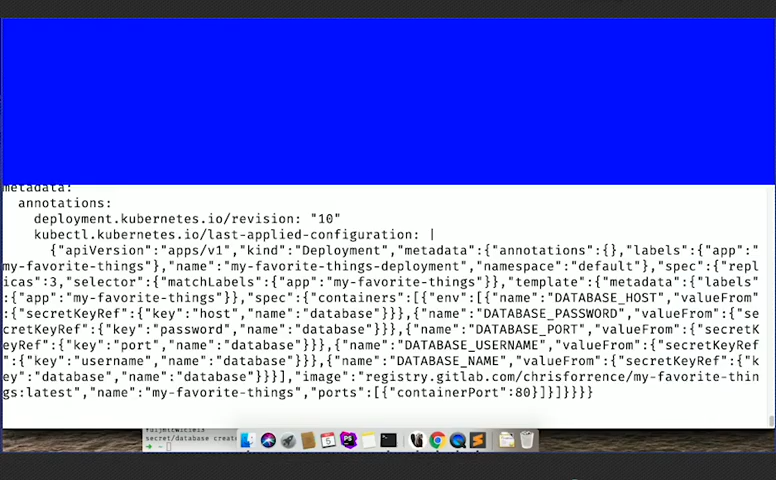 metadata:
annotations:
deployment.kubernetes.io/revision: "10"
kubectl.kubernetes.io/last-applied-configuration: |
{"apiVersion":"apps/v1","kind":"Deployment","metadata":{"annotations":{},"labels":{"app":"
my-favorite-things"},"name":"my-favorite-things-deployment","namespace":"default"},"spec":{"repl
icas":3,"selector":{"matchLabels":{"app":"my-favorite-things"}},"template":{"metadata":{"labels"
:{"app":"my-favorite-things"}},"spec":{"containers":[{"env":[{"name":"DATABASE_HOST","valueFrom"
:{"secretKeyRef":{"key":"host","name":"database"}}},{"name":"DATABASE_PASSWORD","valueFrom":{"se
cretKeyRef":{"key":"password","name":"database"}}},{"name":"DATABASE_PORT","valueFrom":{"secretK
eyRef":{"key":"port","name":"database"}}},{"name":"DATABASE_USERNAME","valueFrom":{"secretKeyRef
":{"key":"username","name":"database"}}},{"name":"DATABASE_NAME","valueFrom":{"secretKeyRef":{"k
ey":"database","name":"database"}}}],"image":"registry.gitlab.com/chrisforrence/my-favorite-thin
gs:latest","name":"my-favorite-things","ports":[{"containerPort":80}]}]}}}}
secret/database creat
5
PS